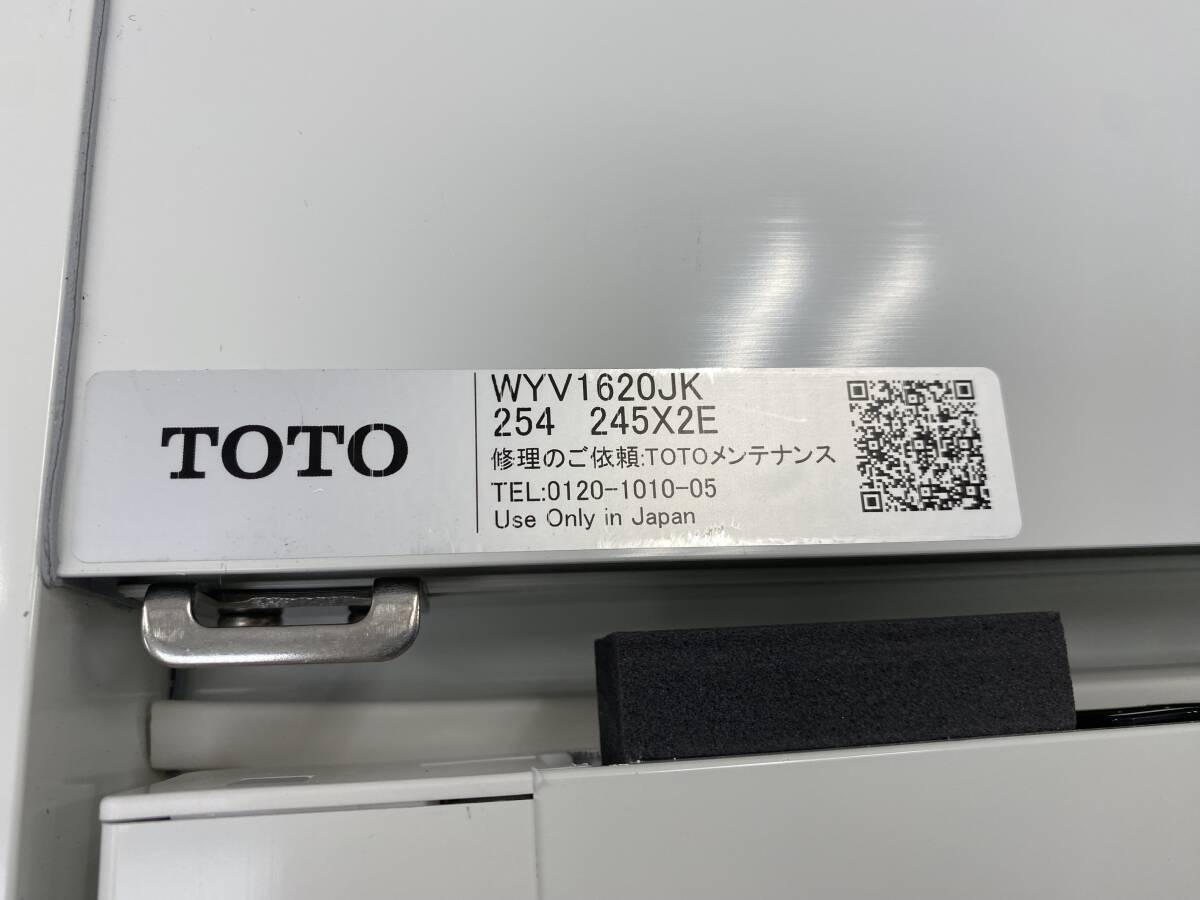 TOTO
WYV1620JK
254 245X2E
修理のご依頼:TOTOメンテナンス
TEL:0120-1010-05
Use Only in Japan